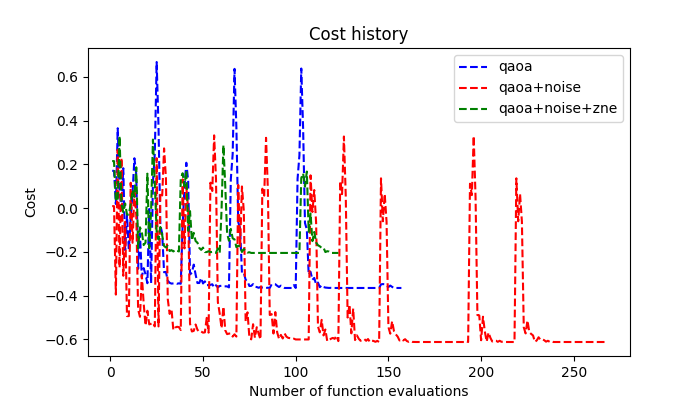 Cost history
qaoa
qaoa+noise
qaoa+noise+zne
Cost
0.6
0.4
0.2
0.0
−0.2
−0.4
−0.6
0 50 100 150 200 250
Number of function evaluations